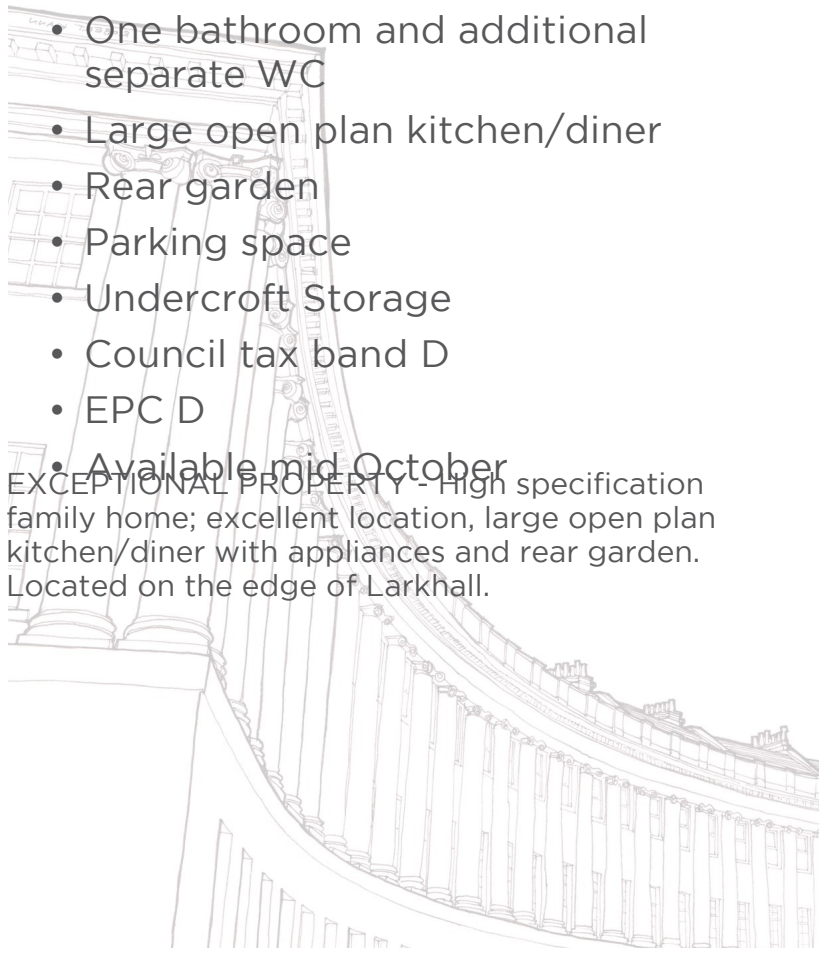 • One bathroom and additional
separate WC
• Large open plan kitchen/diner
• Rear garden
• Parking space
• Undercroft Storage
• Council tax band D
• EPC D
• Available mid October
EXCEPTIONAL PROPERTY - High specification
family home; excellent location, large open plan
kitchen/diner with appliances and rear garden.
Located on the edge of Larkhall.